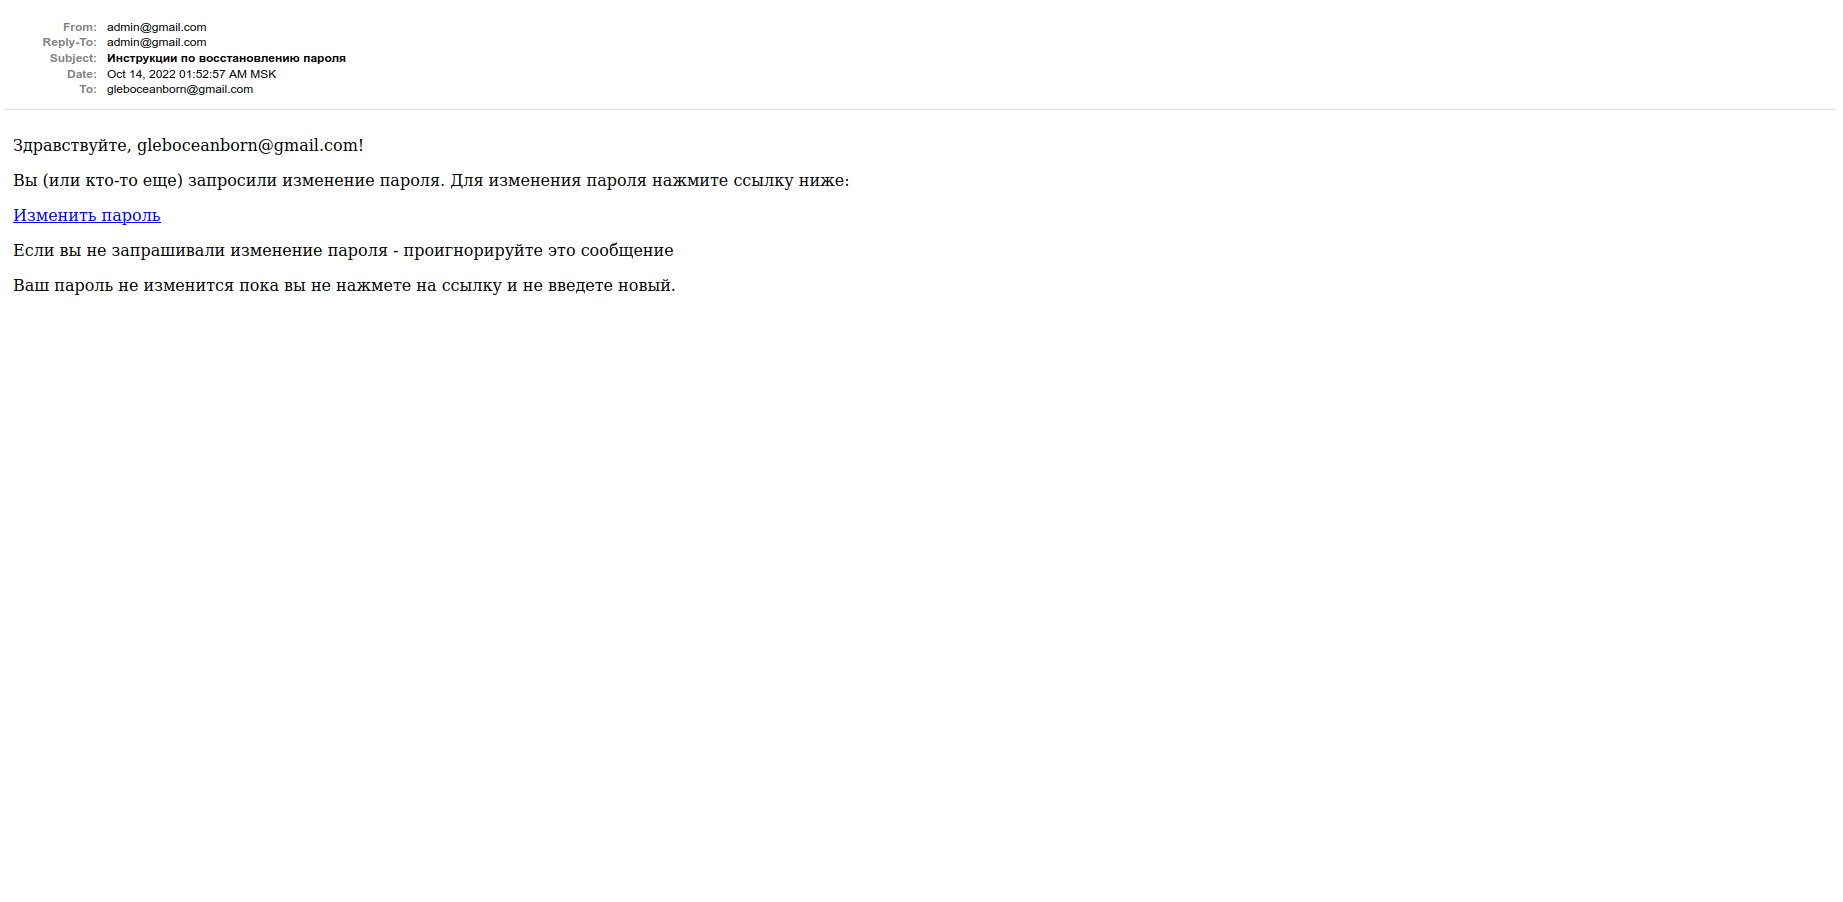 From: admin@gmail.com
Reply-To: admin@gmail.com
Subject: Инструкции по восстановлению пароля
Date: Oct 14, 2022 01:52:57 AM MSK
To: gleboceanborn@gmail.com
Здравствуйте, gleboceanborn@gmail.com!
Вы (или кто-то еще) запросили изменение пароля. Для изменения пароля нажмите ссылку ниже:
Изменить пароль
Если вы не запрашивали изменение пароля - проигнорируйте это сообщение
Ваш пароль не изменится пока вы не нажмете на ссылку и не введете новый.